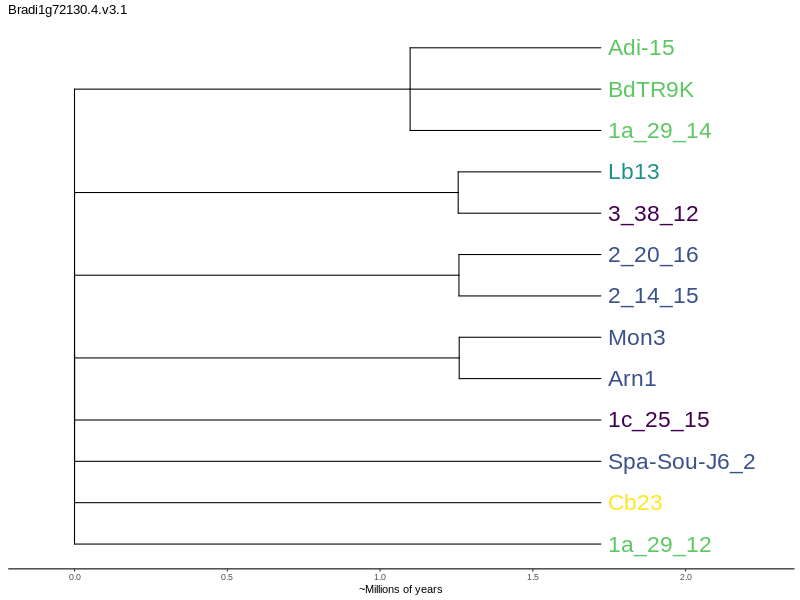 Bradi1g72130.4.v3.1
Adi-15
BdTR9K
1a_29_14
Lb13
3_38_12
2_20_16
2_14_15
Mon3
Arn1
1c_25_15
Spa-Sou-J6_2
Cb23
1a_29_12
0.0 0.5 1.0 1.5 2.0
~Millions of years